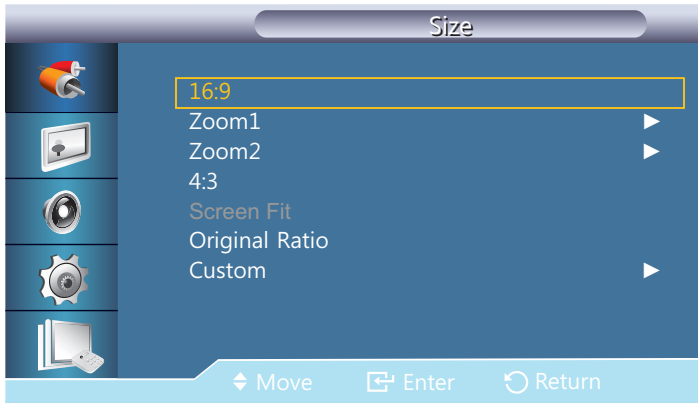 Size
16:9
Zoom1
Zoom2
4:3
Screen Fit
Original Ratio
Custom
Move Enter Return